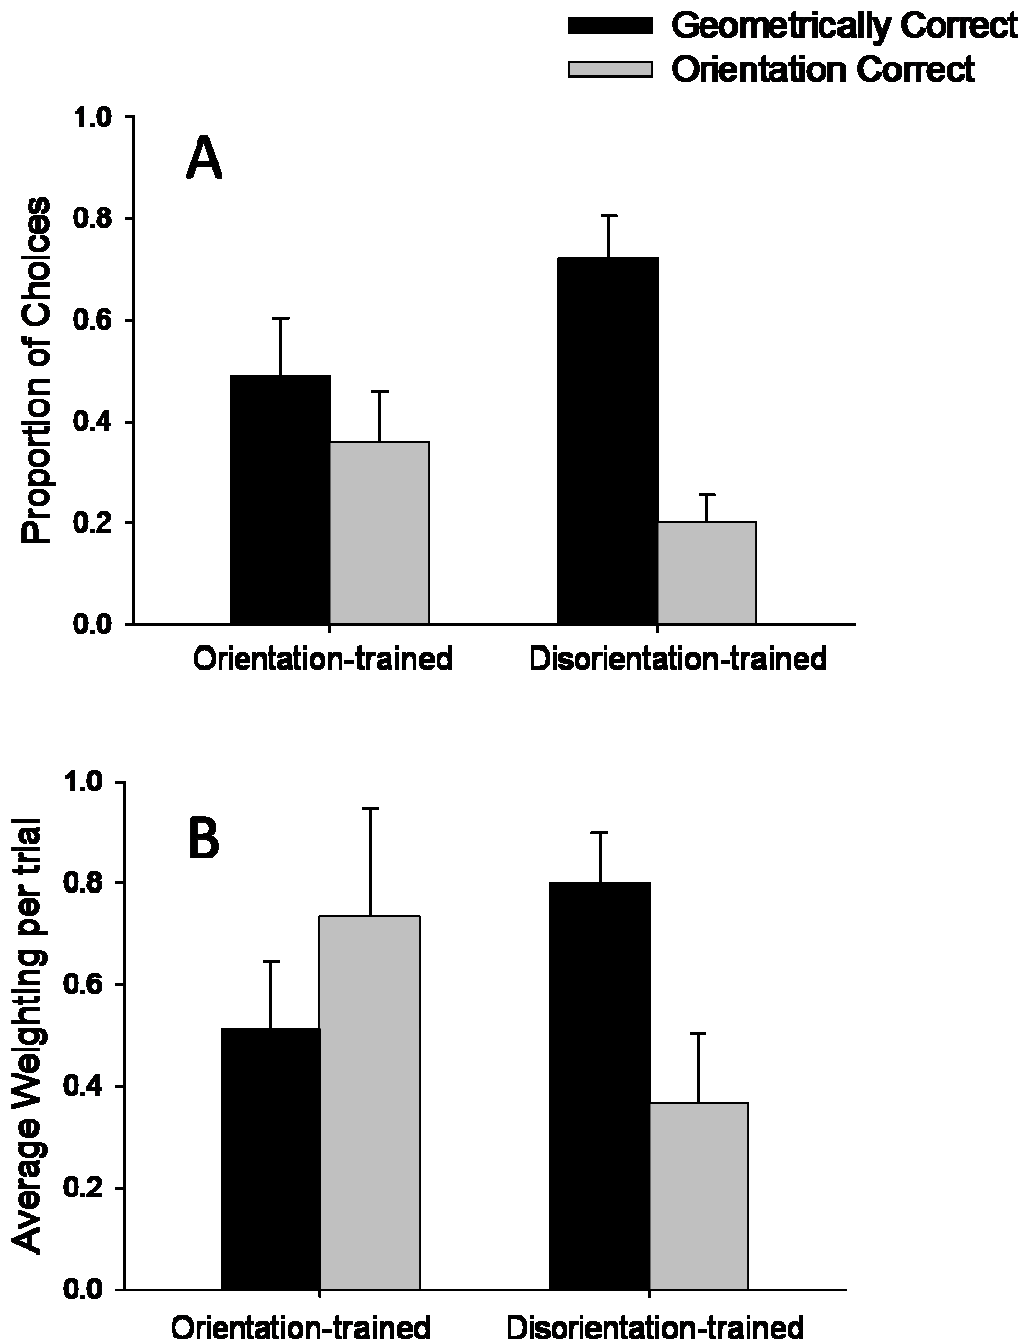 Geometrically Correct
Orientation Correct
A
Proportion of Choices
1.0
0.8
0.6
0.4
0.2
0.0
Orientation-trained
Disorientation-trained
B
Average Weighting per trial
1.0
0.8
0.6
0.4
0.2
0.0
Orientation-trained
Disorientation-trained